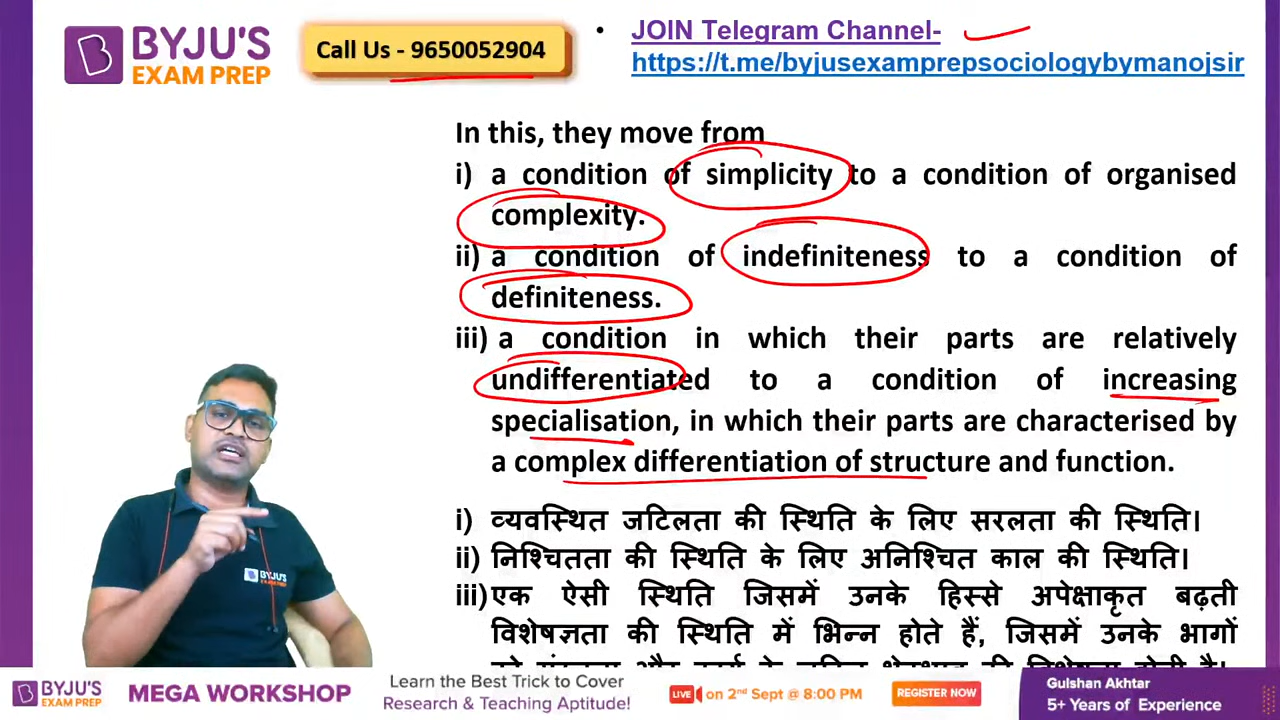 BYJU'S
EXAM PREP
Call Us - 9650052904
• JOIN Telegram Channel-
https://t.me/byjusexamprepsociologybymanojsir
In this, they move from
i) a condition of simplicity to a condition of organised
complexity.
ii) a condition of indefiniteness to a condition of
definiteness.
iii) a condition in which their parts are relatively
undifferentiated to a condition of increasing
specialisation, in which their parts are characterised by
a complex differentiation of structure and function.
i) व्यवस्थित जटिलता की स्थिति के लिए सरलता की स्थिति।
ii) निश्चितता की स्थिति के लिए अनिश्चित काल की स्थिति।
iii) एक ऐसी स्थिति जिसमें उनके हिस्से अपेक्षाकृत बढ़ती
विशेषज्ञता की स्थिति में भिन्न होते हैं, जिसमें उनके भागों
BYJU'S
BYJU'S
EXAM PREP
MEGA WORKSHOP
Learn the Best Trick to Cover
Research & Teaching Aptitude!
LIVE on 2nd Sept @ 8:00 PM
REGISTER NOW
Gulshan Akhtar
5+ Years of Experience